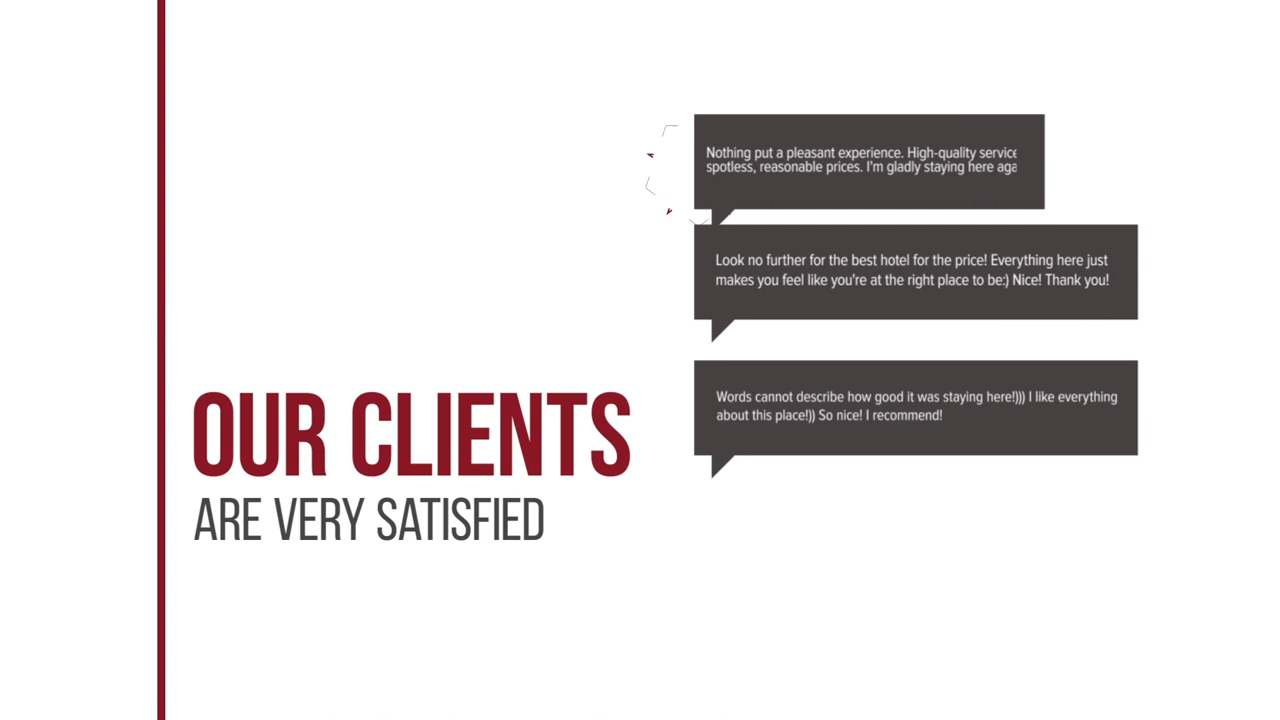 Nothing put a pleasant experience. High-quality service
spotless, reasonable prices. I'm gladly staying here aga
Look no further for the best hotel for the price! Everything here just
makes you feel like you're at the right place to be:) Nice! Thank you!
OUR CLIENTS
ARE VERY SATISFIED
Words cannot describe how good it was staying here!))) I like everything
about this place!)) So nice! I recommend!